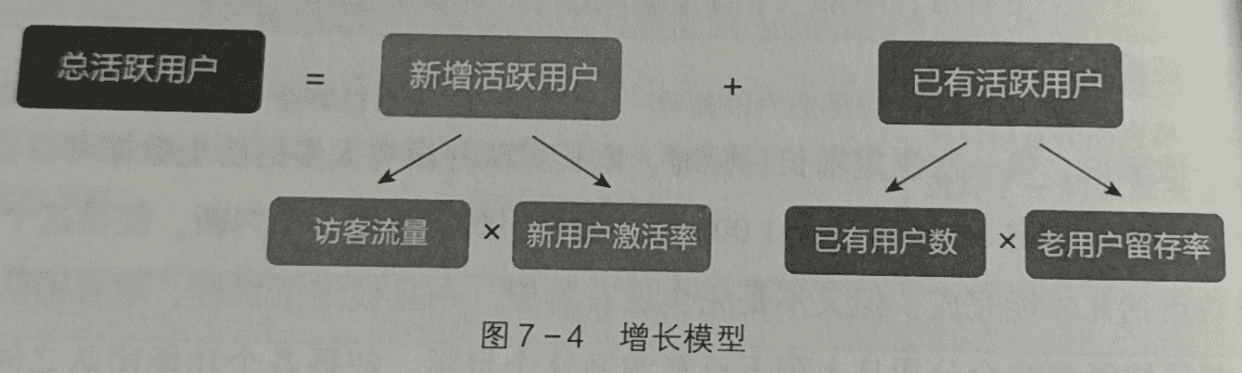 总活跃用户 = 新增活跃用户 + 已有活跃用户
访客流量 × 新用户激活率 已有用户数 × 老用户留存率
图7-4 增长模型